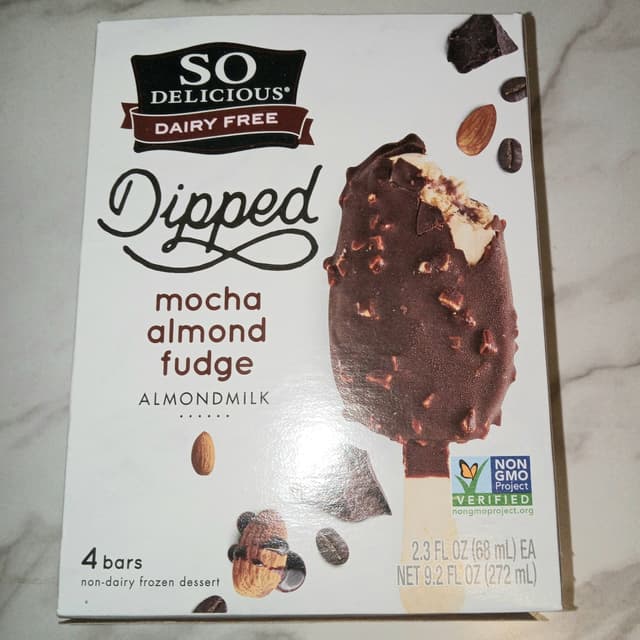 SO
DELICIOUS®
DAIRY FREE
Dipped
mocha
almond
fudge
ALMONDMILK
NON
GMO
Project
VERIFIED
nongmoproject.org
4 bars
non-dairy frozen dessert
2.3 FL OZ (68 mL) EA
NET 9.2 FL OZ (272 mL)